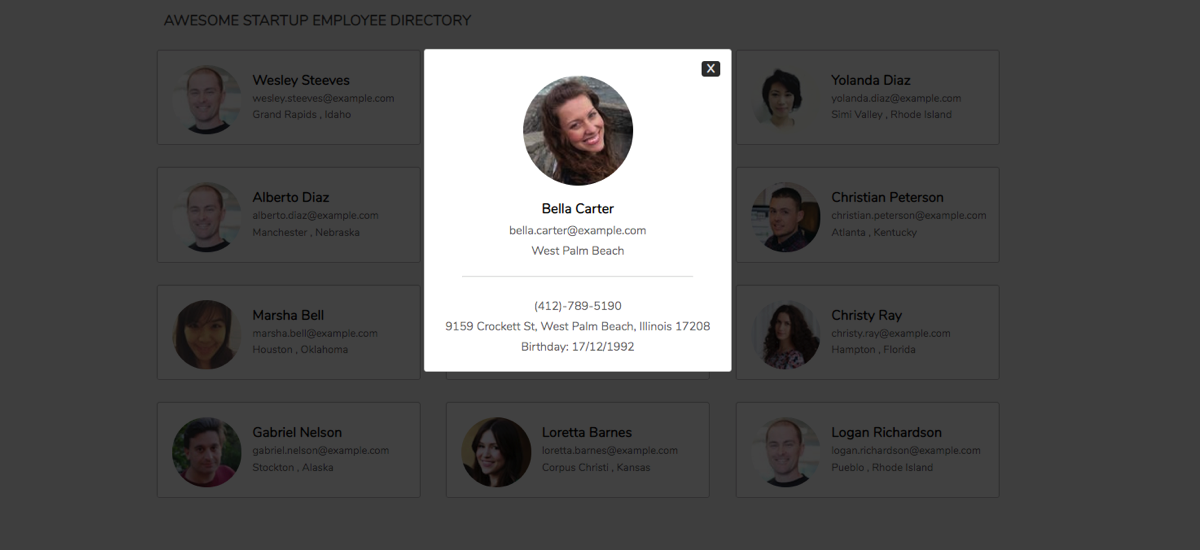 AWESOME STARTUP EMPLOYEE DIRECTORY
Wesley Steeves
wesley.steeves@example.com
Grand Rapids , Idaho
X
Bella Carter
bella.carter@example.com
West Palm Beach
(412)-789-5190
9159 Crockett St, West Palm Beach, Illinois 17208
Birthday: 17/12/1992
Yolanda Diaz
yolanda.diaz@example.com
Simi Valley , Rhode Island
Alberto Diaz
alberto.diaz@example.com
Manchester , Nebraska
Christian Peterson
christian.peterson@example.com
Atlanta , Kentucky
Marsha Bell
marsha.bell@example.com
Houston , Oklahoma
Christy Ray
christy.ray@example.com
Hampton , Florida
Gabriel Nelson
gabriel.nelson@example.com
Stockton , Alaska
Loretta Barnes
loretta.barnes@example.com
Corpus Christi , Kansas
Logan Richardson
logan.richardson@example.com
Pueblo , Rhode Island